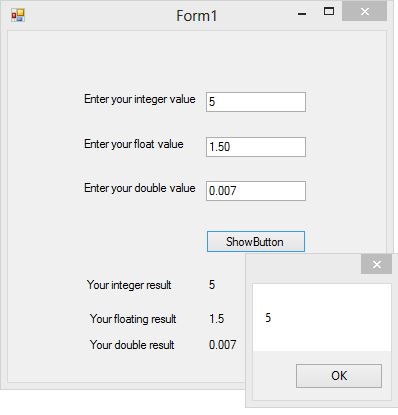 Form1
Enter your integer value 5
Enter your float value 1.50
Enter your double value 0.007
ShowButton
Your integer result 5
Your floating result 1.5
Your double result 0.007
5
OK